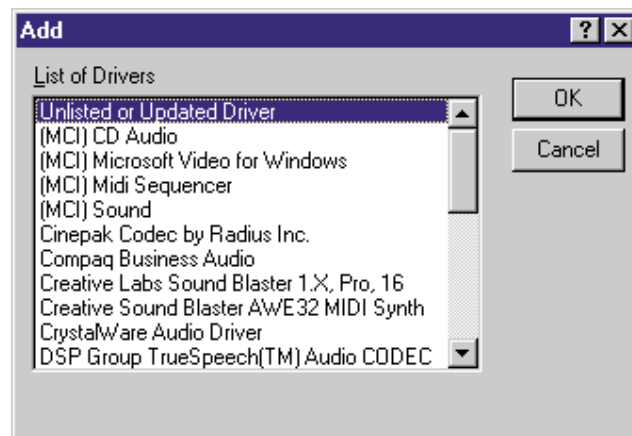 Add
List of Drivers
Unlisted or Updated Driver
(MCI) CD Audio
(MCI) Microsoft Video for Windows
(MCI) Midi Sequencer
(MCI) Sound
Cinepak Codec by Radius Inc.
Compaq Business Audio
Creative Labs Sound Blaster 1.X, Pro, 16
Creative Sound Blaster AWE32 MIDI Synth
CrystalWare Audio Driver
DSP Group TrueSpeech(TM) Audio CODEC
OK
Cancel